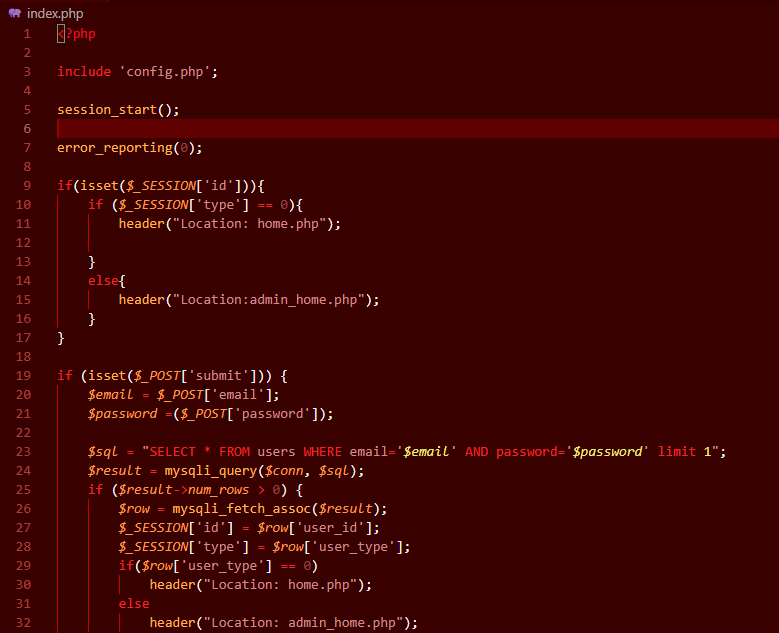 index.php
1 <?php
2
3 include 'config.php';
4
5 session_start();
6
7 error_reporting(0);
8
9 if(isset($_SESSION['id'])){
10 if ($_SESSION['type'] == 0){
11 header("Location: home.php");
12
13 }
14 else{
15 header("Location:admin_home.php");
16 }
17 }
18
19 if (isset($_POST['submit'])) {
20 $email = $_POST['email'];
21 $password =($_POST['password']);
22
23 $sql = "SELECT * FROM users WHERE email='$email' AND password='$password' limit 1";
24 $result = mysqli_query($conn, $sql);
25 if ($result->num_rows > 0) {
26 $row = mysqli_fetch_assoc($result);
27 $_SESSION['id'] = $row['user_id'];
28 $_SESSION['type'] = $row['user_type'];
29 if($row['user_type'] == 0)
30 header("Location: home.php");
31 else
32 header("Location: admin_home.php");